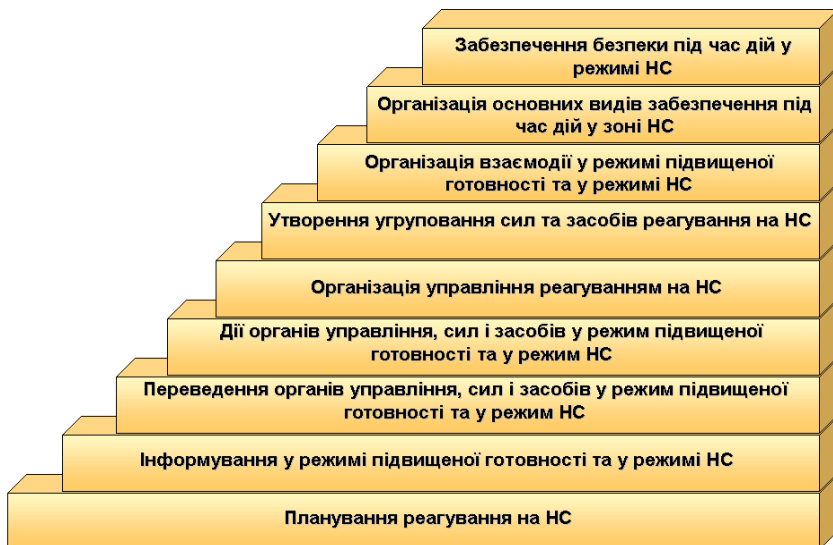 Забезпечення безпеки під час дій у
режимі НС
Організація основних видів забезпечення під
час дій у зоні НС
Організація взаємодії у режимі підвищеної
готовності та у режимі НС
Утворення угруповання сил та засобів реагування на НС
Організація управління реагуванням на НС
Дії органів управління, сил і засобів у режим підвищеної
готовності та у режим НС
Переведення органів управління, сил і засобів у режим підвищеної
готовності та у режим НС
Інформування у режимі підвищеної готовності та у режимі НС
Планування реагування на НС